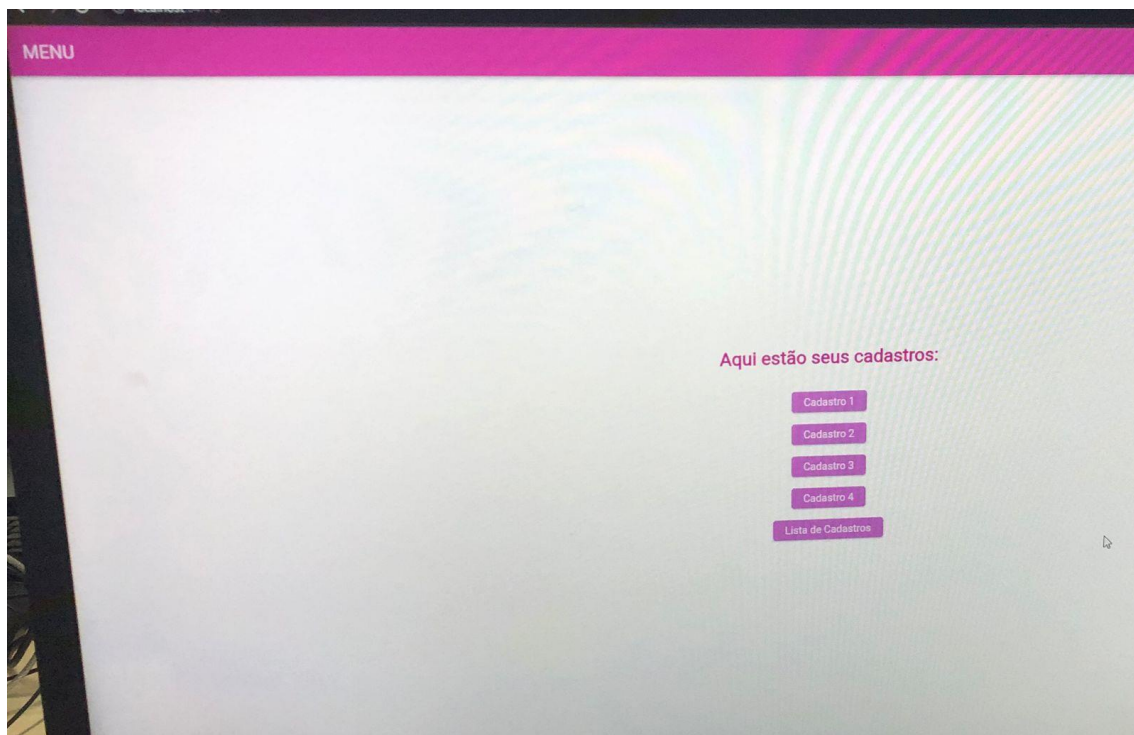 MENU
Aqui estão seus cadastros:
Cadastro 1
Cadastro 2
Cadastro 3
Cadastro 4
Lista de Cadastros